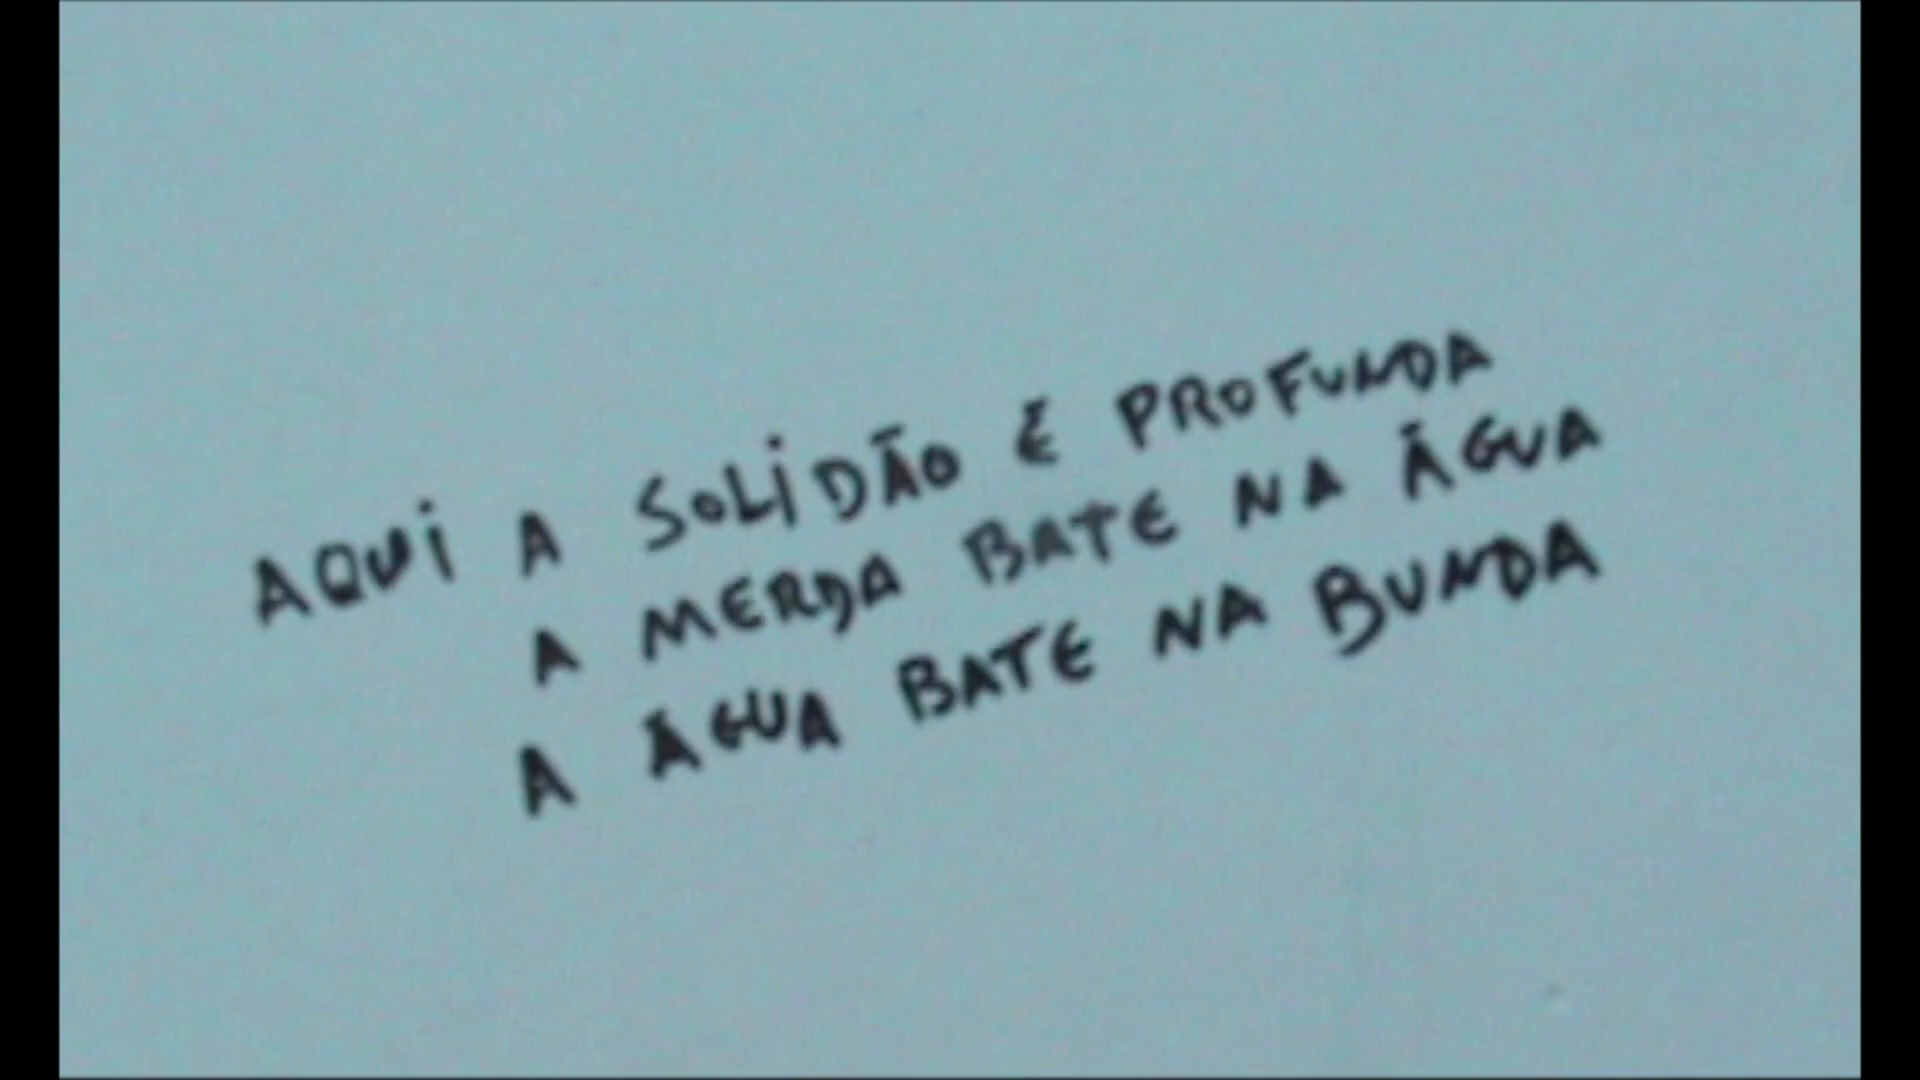 AQUI A SOLIDÃO É PROFUNDA
A MERDA BATE NA ÁGUA
A ÁGUA BATE NA BUNDA